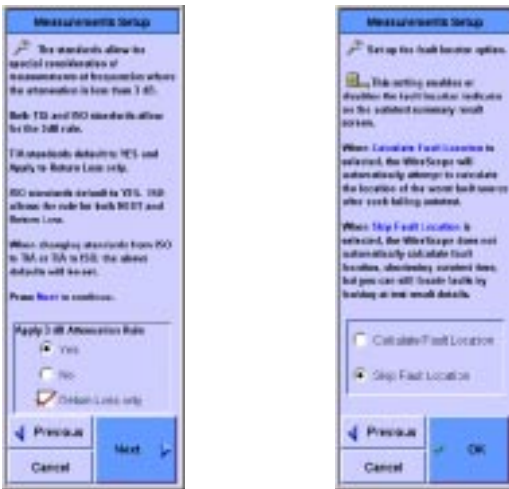 Measurements Setup
The standards allow for
special consideration of
measurements at frequencies where
the attenuation is less than 3 dB.
Both TIA and ISO standards allow
for the 3dB rule.
TIA standards default to YES and
Apply to Return Loss only.
ISO standards default to YES. ISO
allows the rule for both NEXT and
Return Loss.
When changing standards from ISO
to TIA or TIA to ISO, the above
defaults will be set.
Press Next to continue.
Apply 3 dB Attenuation Rule
Yes
No
Return Loss only
Previous
Next
Cancel
Measurements Setup
Set up the fault locator option.
This setting enables or
disables the fault locator indicator
on the autotest summary result
screen.
When Calculate Fault Location is
selected, the WireScope will
automatically attempt to calculate
the location of the worst fault source
after each failing autotest.
When Skip Fault Location is
selected, the WireScope does not
automatically calculate fault
location, shortening autotest time,
but you can still locate faults by
looking at test result details.
Calculate Fault Location
Skip Fault Location
Previous
OK
Cancel